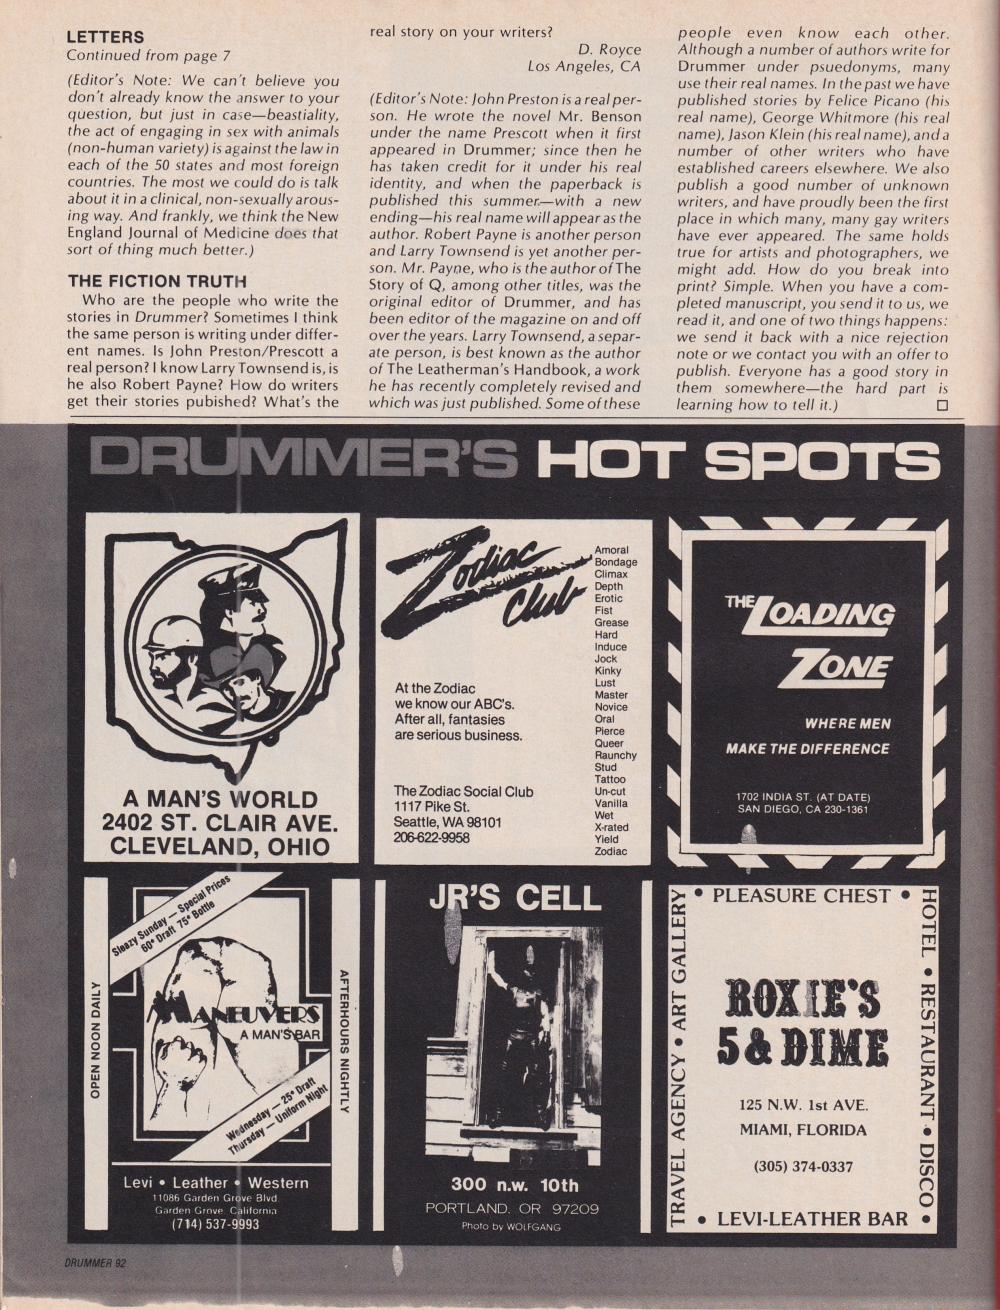 LETTERS
Continued from page 7
(Editor's Note: We can't believe you
don't already know the answer to your
question, but just in case—beastiality,
the act of engaging in sex with animals
(non-human variety) is against the law in
each of the 50 states and most foreign
countries. The most we could do is talk
about it in a clinical, non-sexually arous-
ing way. And frankly, we think the New
England Journal of Medicine does that
sort of thing much better.)
THE FICTION TRUTH
Who are the people who write the
stories in Drummer? Sometimes I think
the same person is writing under differ-
ent names. Is John Preston/Prescott a
real person? I know Larry Townsend is, is
he also Robert Payne? How do writers
get their stories pubished? What's the
real story on your writers?
D. Royce
Los Angeles, CA
(Editor's Note: John Preston is a real per-
son. He wrote the novel Mr. Benson
under the name Prescott when it first
appeared in Drummer; since then he
has taken credit for it under his real
identity, and when the paperback is
published this summer—with a new
ending—his real name will appear as the
author. Robert Payne is another person
and Larry Townsend is yet another per-
son. Mr. Payne, who is the author of The
Story of Q, among other titles, was the
original editor of Drummer, and has
been editor of the magazine on and off
over the years. Larry Townsend, a separ-
ate person, is best known as the author
of The Leatherman's Handbook, a work
he has recently completely revised and
which was just published. Some of these
people even know each other.
Although a number of authors write for
Drummer under psuedonyms, many
use their real names. In the past we have
published stories by Felice Picano (his
real name), George Whitmore (his real
name), Jason Klein (his real name), and a
number of other writers who have
established careers elsewhere. We also
publish a good number of unknown
writers, and have proudly been the first
place in which many, many gay writers
have ever appeared. The same holds
true for artists and photographers, we
might add. How do you break into
print? Simple. When you have a com-
pleted manuscript, you send it to us, we
read it, and one of two things happens:
we send it back with a nice rejection
note or we contact you with an offer to
publish. Everyone has a good story in
them somewhere—the hard part is
learning how to tell it.)
DRUMMER'S HOT SPOTS
A MAN'S WORLD
2402 ST. CLAIR AVE.
CLEVELAND, OHIO
Zodiac
Club
At the Zodiac
we know our ABC's.
After all, fantasies
are serious business.
The Zodiac Social Club
1117 Pike St.
Seattle, WA 98101
206-622-9958
Amoral
Bondage
Climax
Depth
Erotic
Fist
Grease
Hard
Induce
Jock
Kinky
Lust
Master
Novice
Oral
Pierce
Queer
Raunchy
Stud
Tattoo
Un-cut
Vanilla
Wet
X-rated
Yield
Zodiac
THE LOADING
ZONE
WHERE MEN
MAKE THE DIFFERENCE
1702 INDIA ST. (AT DATE)
SAN DIEGO, CA 230-1361
Sleazy Sunday — Special Prices
60¢ Draft 75¢ Bottle
OPEN NOON DAILY
MANEUVERS
A MAN'S BAR
AFTERHOURS NIGHTLY
Wednesday — 25¢ Draft
Thursday — Uniform Night
Levi • Leather • Western
11086 Garden Grove Blvd.
Garden Grove, California
(714) 537-9993
JR'S CELL
300 n.w. 10th
PORTLAND, OR 97209
Photo by WOLFGANG
• PLEASURE CHEST •
TRAVEL AGENCY • ART GALLERY
HOTEL • RESTAURANT • DISCO
ROXIE'S
5 & DIME
125 N.W. 1st AVE.
MIAMI, FLORIDA
(305) 374-0337
• LEVI-LEATHER BAR •
DRUMMER 92